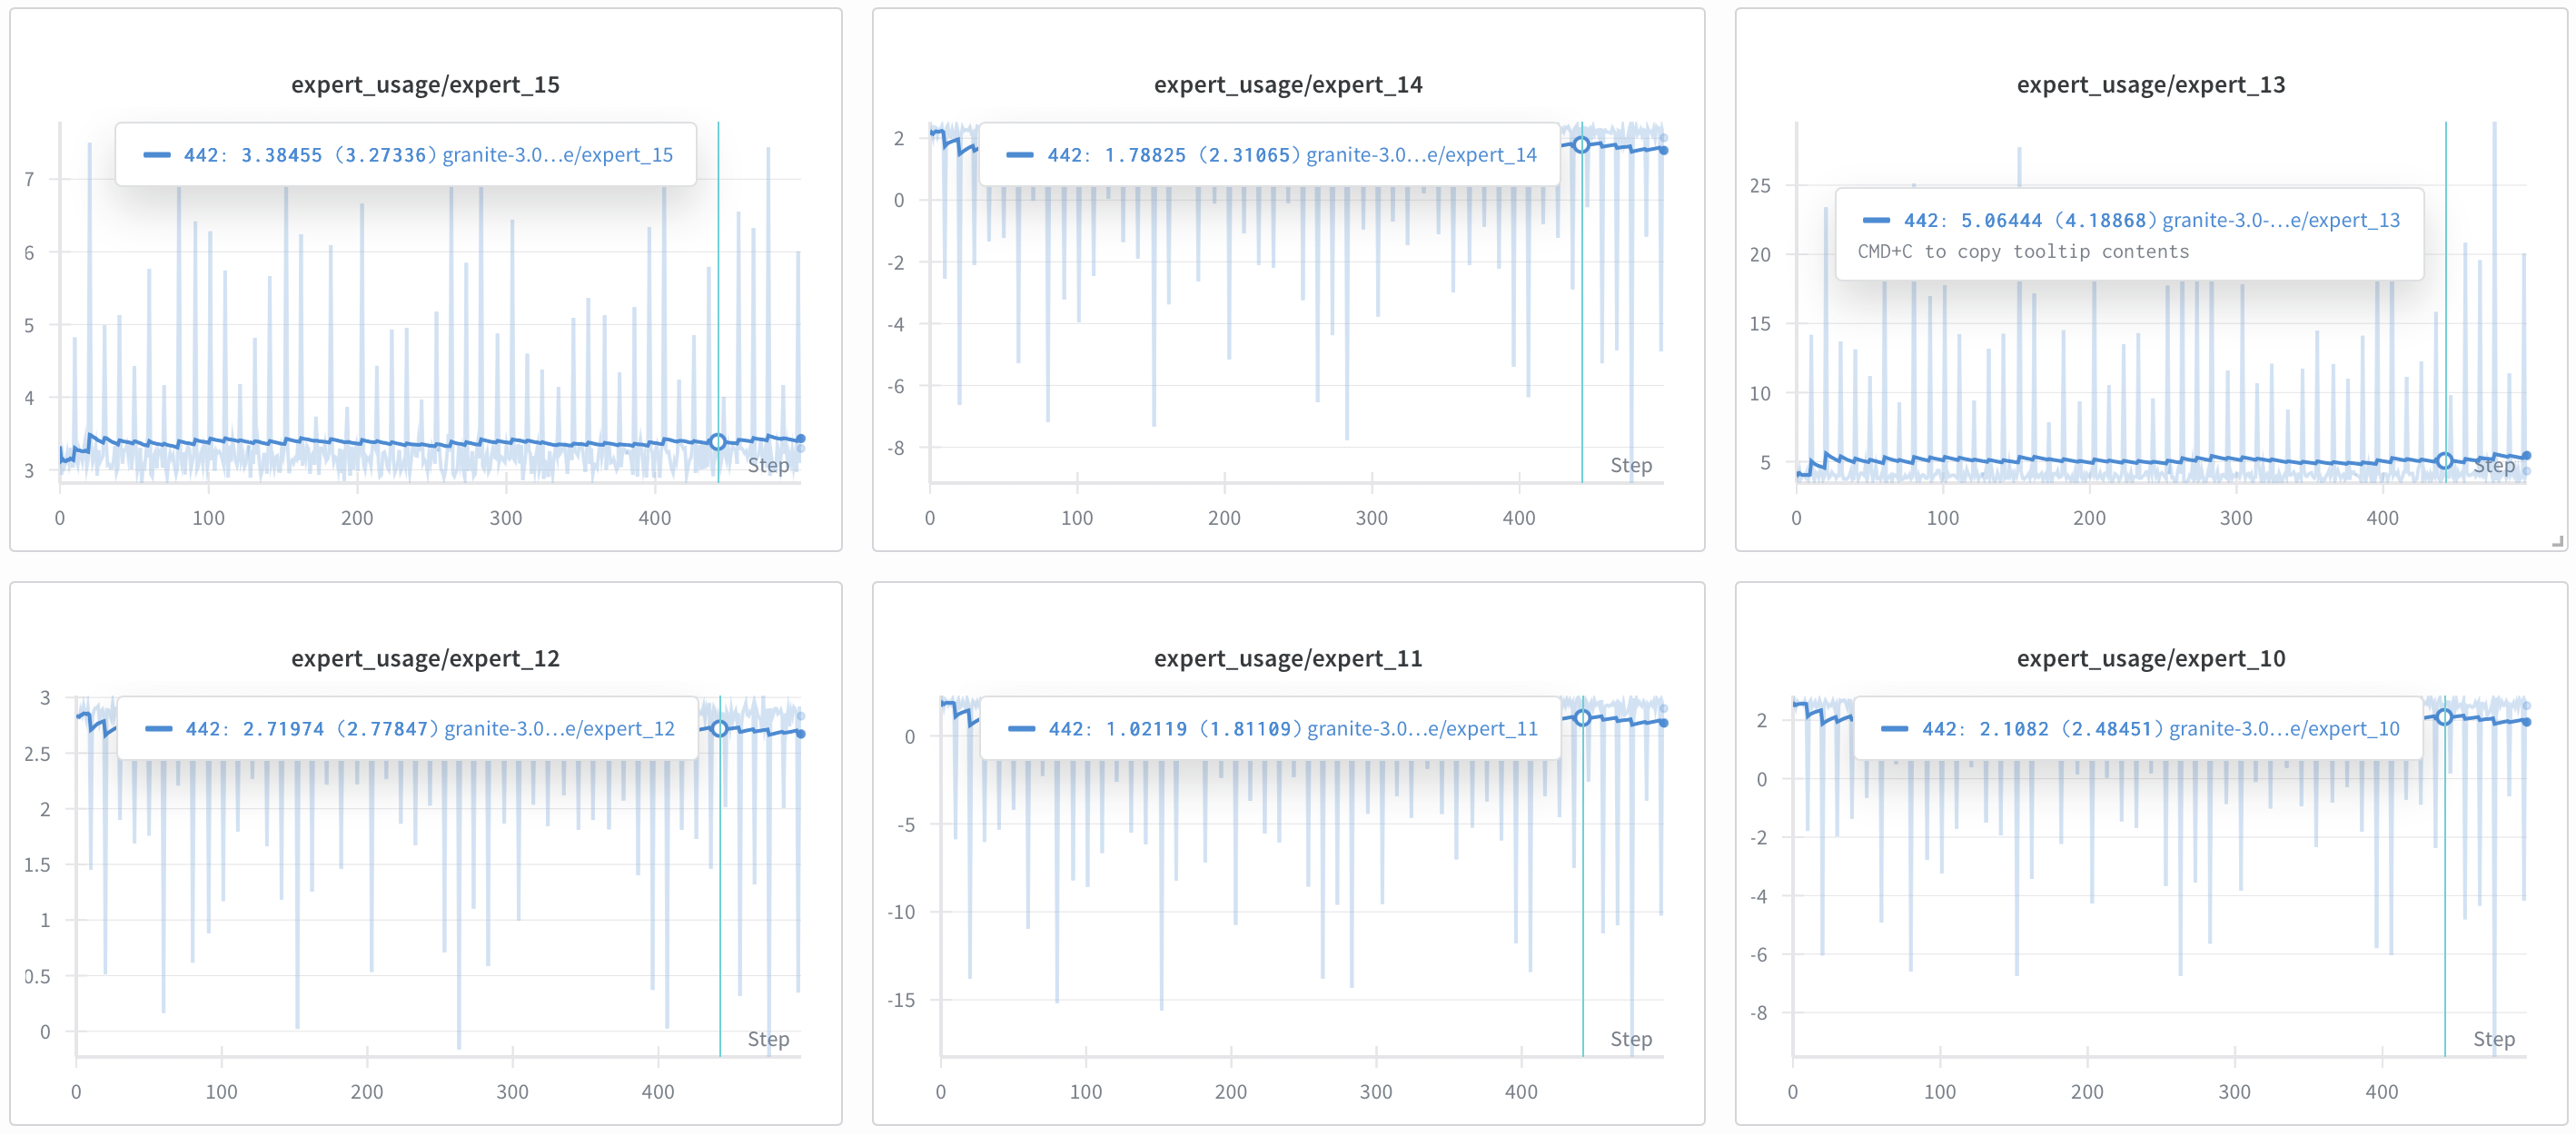 expert_usage/expert_15
442: 3.38455 (3.27336) granite-3.0...e/expert_15
7
6
5
4
3
Step
0 100 200 300 400
expert_usage/expert_14
442: 1.78825 (2.31065) granite-3.0...e/expert_14
2
0
-2
-4
-6
-8
Step
0 100 200 300 400
expert_usage/expert_13
442: 5.06444 (4.18868) granite-3.0-...e/expert_13
CMD+C to copy tooltip contents
25
20
15
10
5
Step
0 100 200 300 400
expert_usage/expert_12
442: 2.71974 (2.77847) granite-3.0...e/expert_12
3
2.5
2
1.5
1
0.5
0
Step
0 100 200 300 400
expert_usage/expert_11
442: 1.02119 (1.81109) granite-3.0...e/expert_11
0
-5
-10
-15
Step
0 100 200 300 400
expert_usage/expert_10
442: 2.1082 (2.48451) granite-3.0...e/expert_10
2
0
-2
-4
-6
-8
Step
0 100 200 300 400